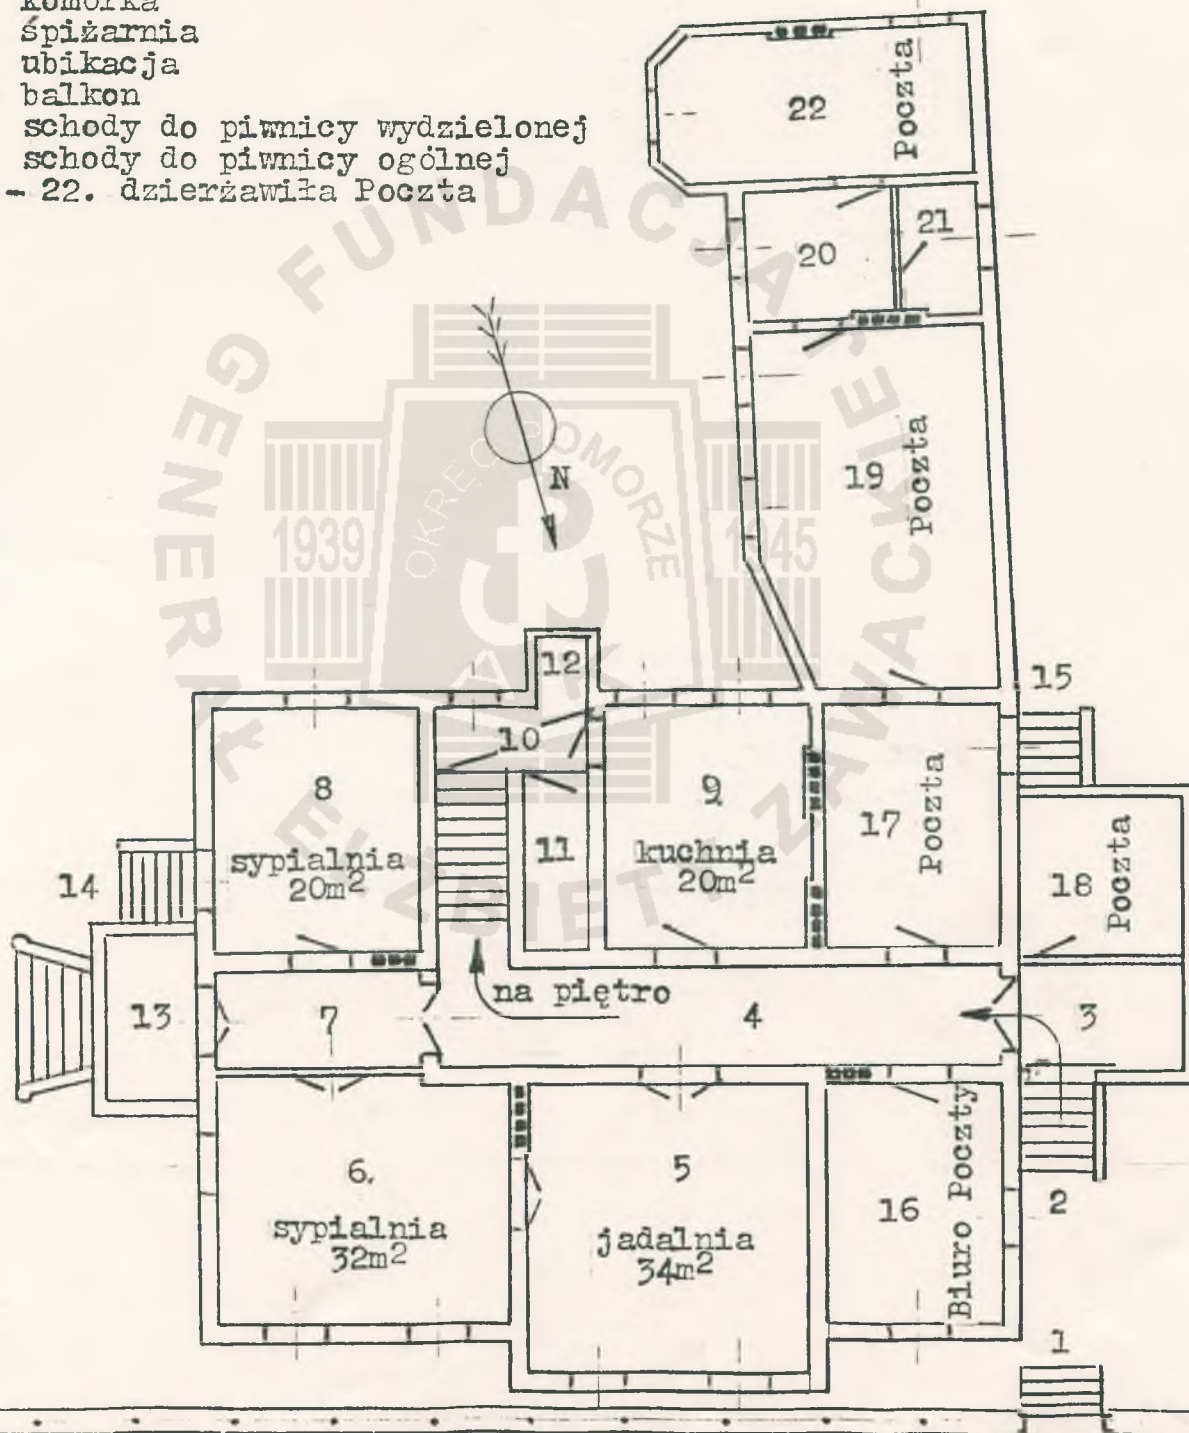 komórka
śpiżarnia
ubikacja
balkon
schody do piwnicy wydzielonej
schody do piwnicy ogólnej
- 22. dzierżawiła Poczta
22
Poczta
20
21
19
Poczta
N
FUNDACJA
GENERAŁ
ELŻBIET
ZAWACKIEJ
OKRĘG POMORZE
1939
1945
AK
12
15
10
8
sypialnia
20m²
11
9
kuchnia
20m²
17
Poczta
18
Poczta
14
13
7
na piętro
4
3
6.
sypialnia
32m²
5
jadalnia
34m²
16
Biuro Poczty
2
1